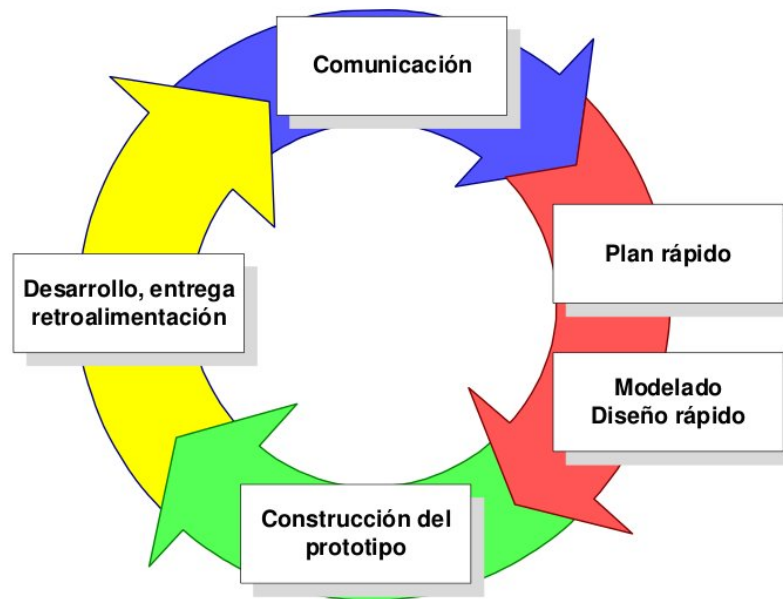 Comunicación
Plan rápido
Modelado
Diseño rápido
Construcción del
prototipo
Desarrollo, entrega
retroalimentación